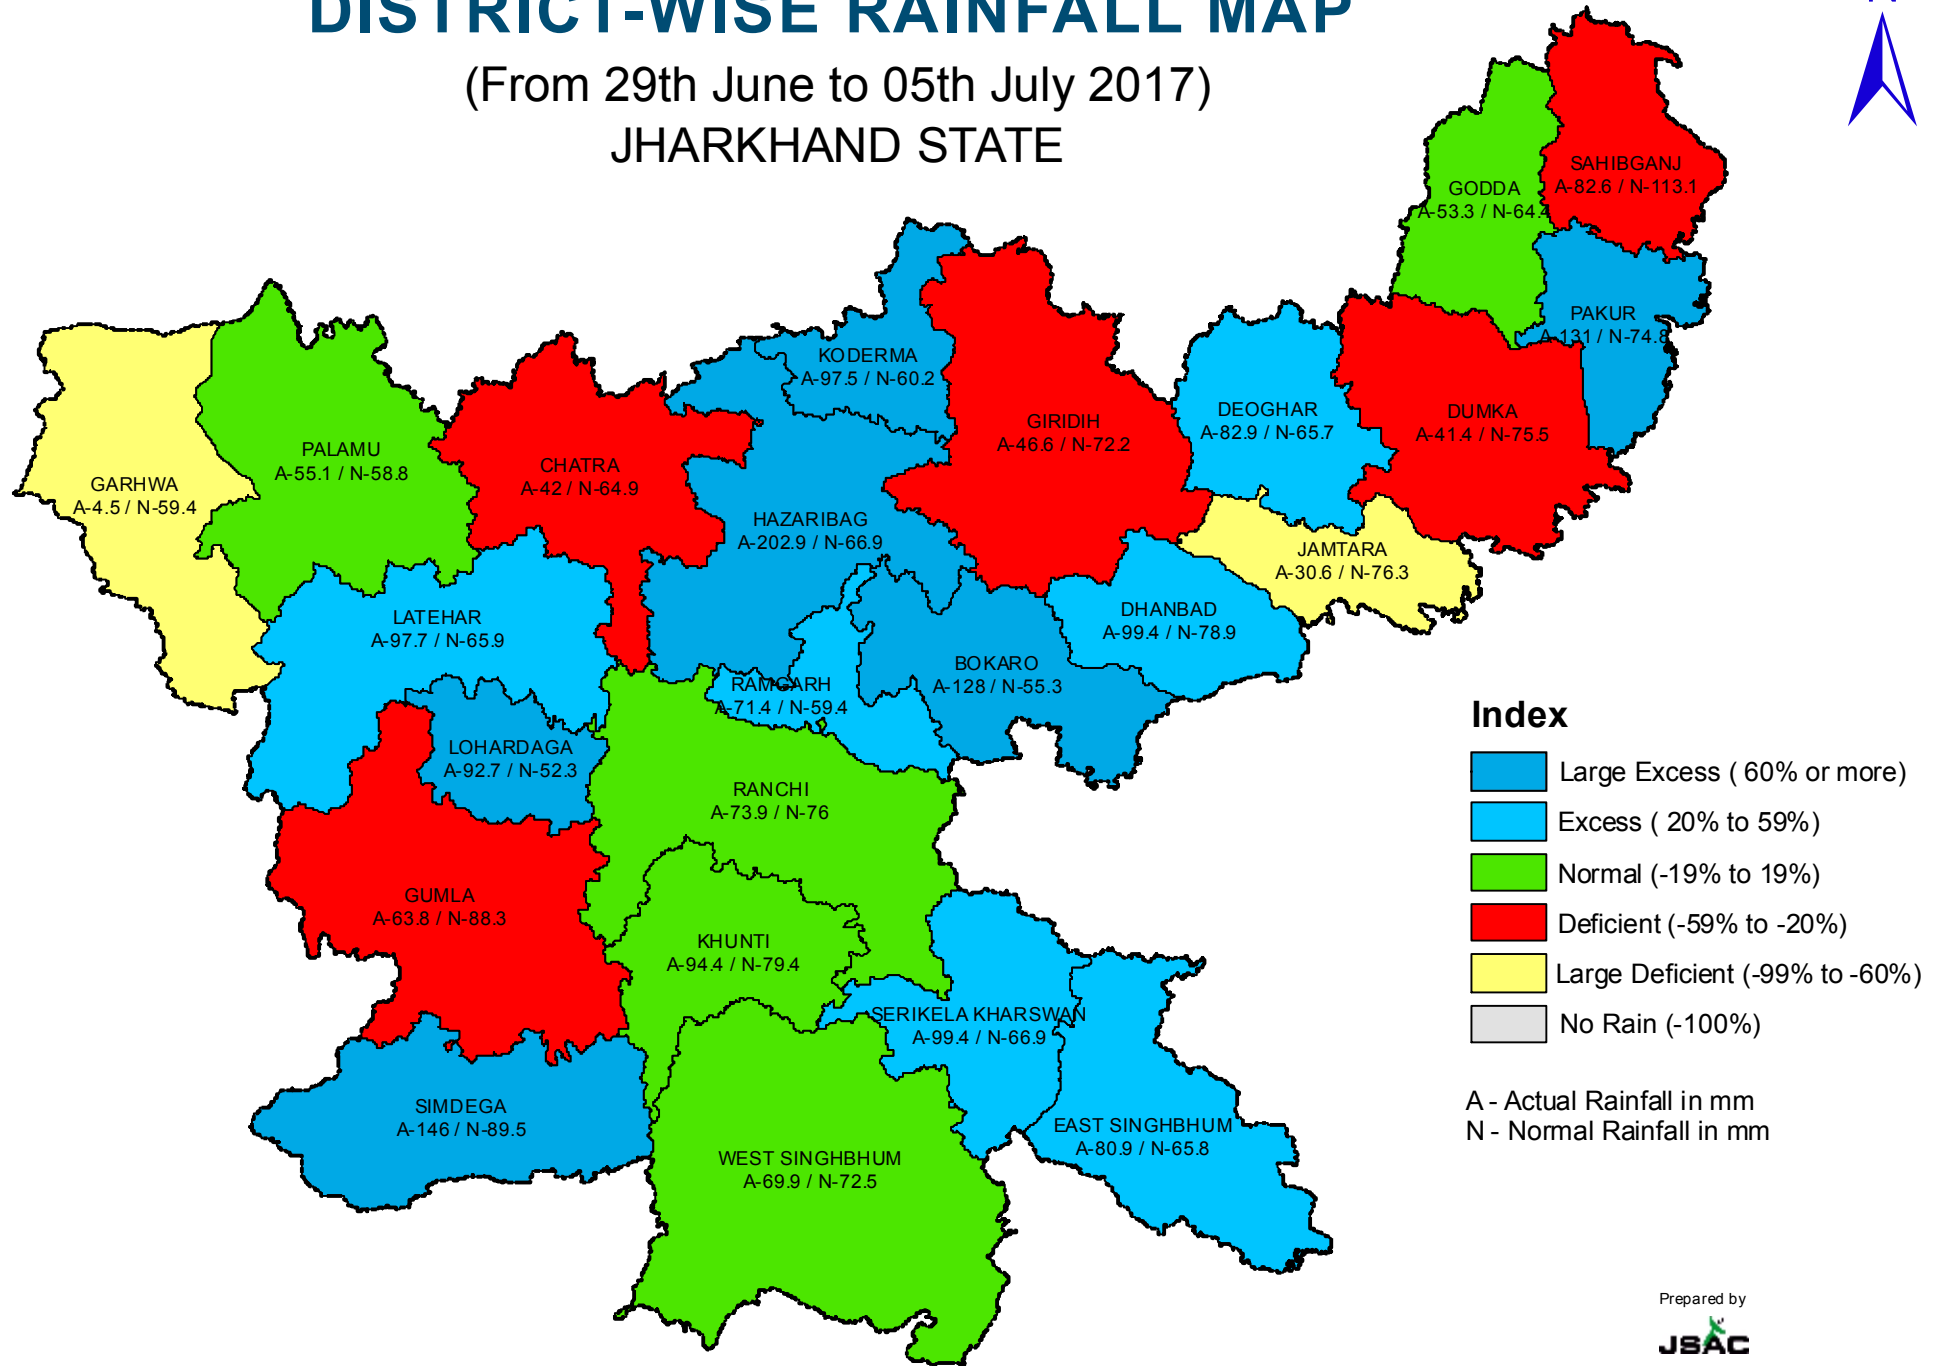 DISTRICT-WISE RAINFALL MAP
(From 29th June to 05th July 2017)
JHARKHAND STATE
SAHIBGANJ
A-82.6 / N-113.1
GODDA
A-53.3 / N-64.4
PAKUR
A-131 / N-74.8
KODERMA
A-97.5 / N-60.2
GIRIDIH
A-46.6 / N-72.2
DEOGHAR
A-82.9 / N-65.7
DUMKA
A-41.4 / N-75.5
PALAMU
A-55.1 / N-58.8
CHATRA
A-42 / N-64.9
GARHWA
A-4.5 / N-59.4
HAZARIBAG
A-202.9 / N-66.9
JAMTARA
A-30.6 / N-76.3
LATEHAR
A-97.7 / N-65.9
DHANBAD
A-99.4 / N-78.9
BOKARO
A-128 / N-55.3
RAMGARH
A-71.4 / N-59.4
LOHARDAGA
A-92.7 / N-52.3
RANCHI
A-73.9 / N-76
GUMLA
A-63.8 / N-88.3
KHUNTI
A-94.4 / N-79.4
SERIKELA KHARSWAN
A-99.4 / N-66.9
SIMDEGA
A-146 / N-89.5
EAST SINGHBHUM
A-80.9 / N-65.8
WEST SINGHBHUM
A-69.9 / N-72.5
Index
Large Excess ( 60% or more)
Excess ( 20% to 59%)
Normal (-19% to 19%)
Deficient (-59% to -20%)
Large Deficient (-99% to -60%)
No Rain (-100%)
A - Actual Rainfall in mm
N - Normal Rainfall in mm
Prepared by
JSAC